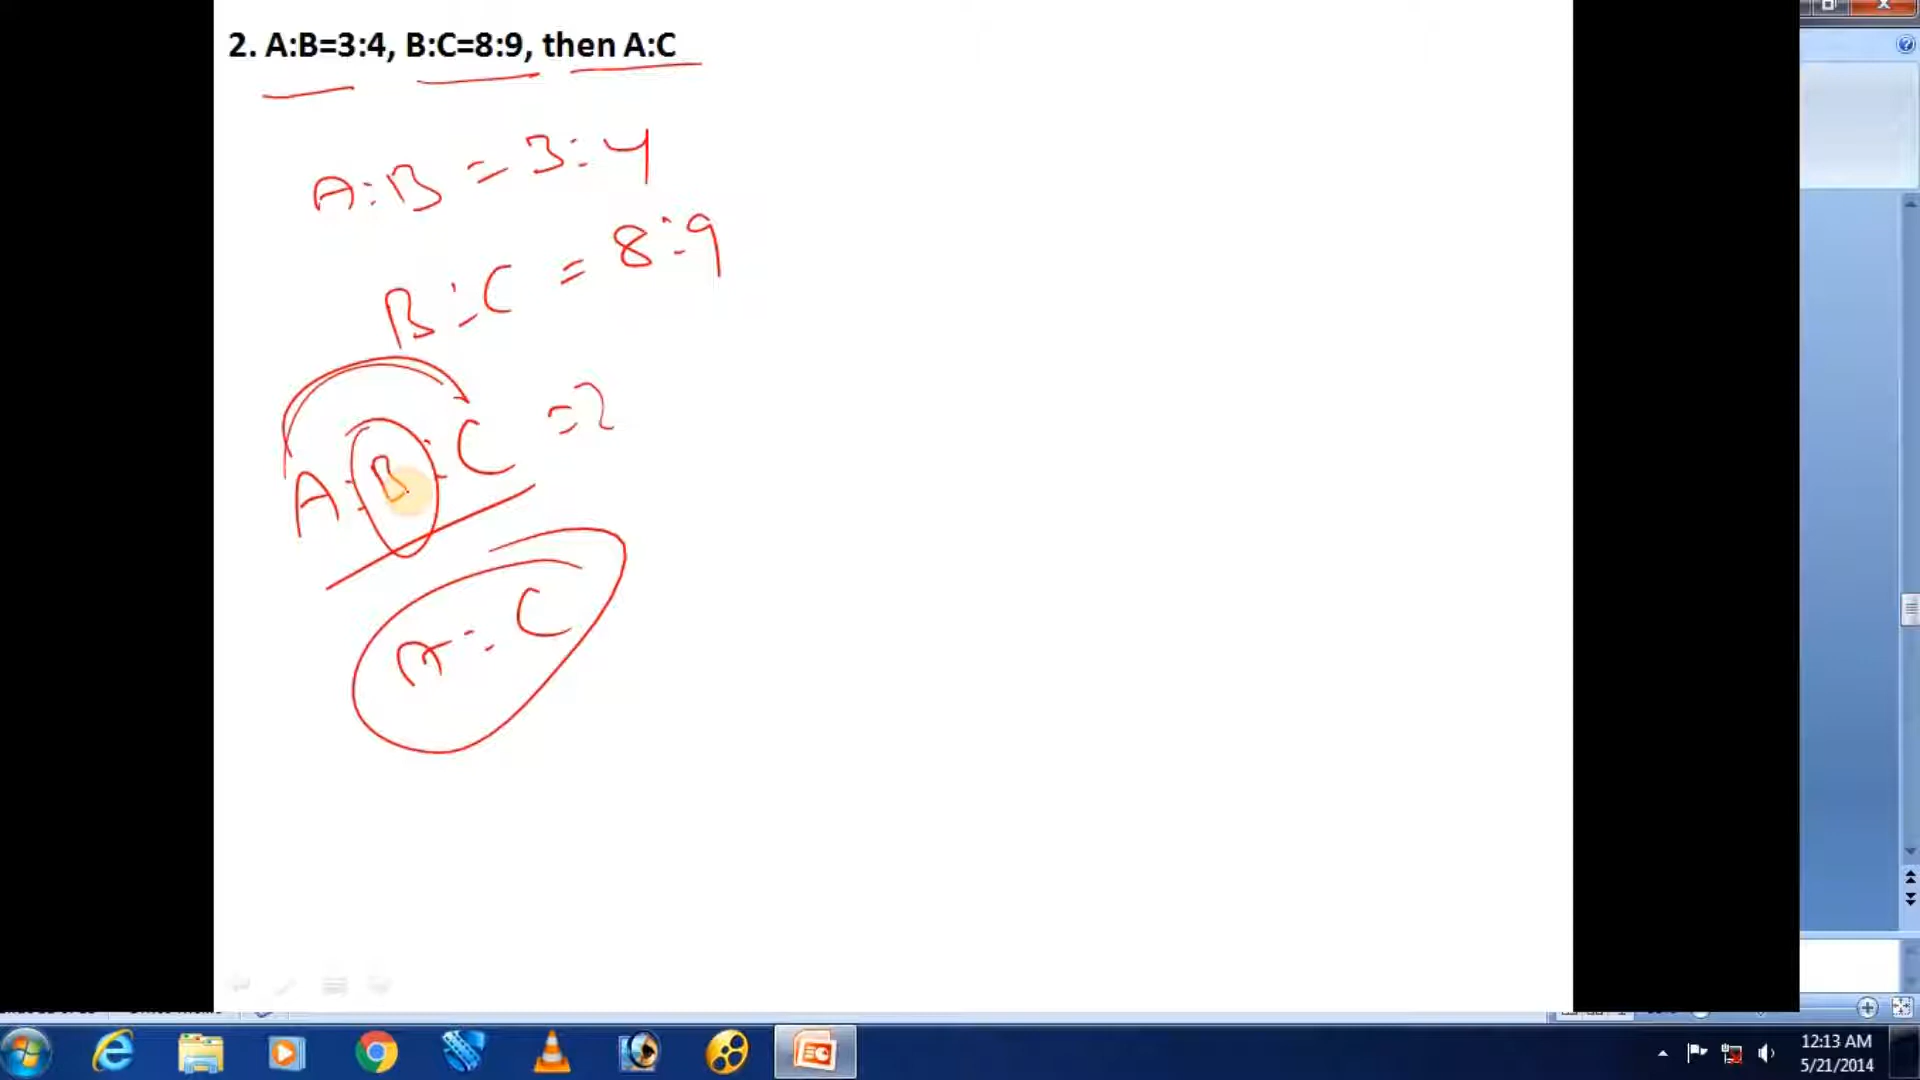 2. A:B=3:4, B:C=8:9, then A:C
A:B = 3:4
B:C = 8:9
A:B:C = ?
A:C
12:13 AM
5/21/2014